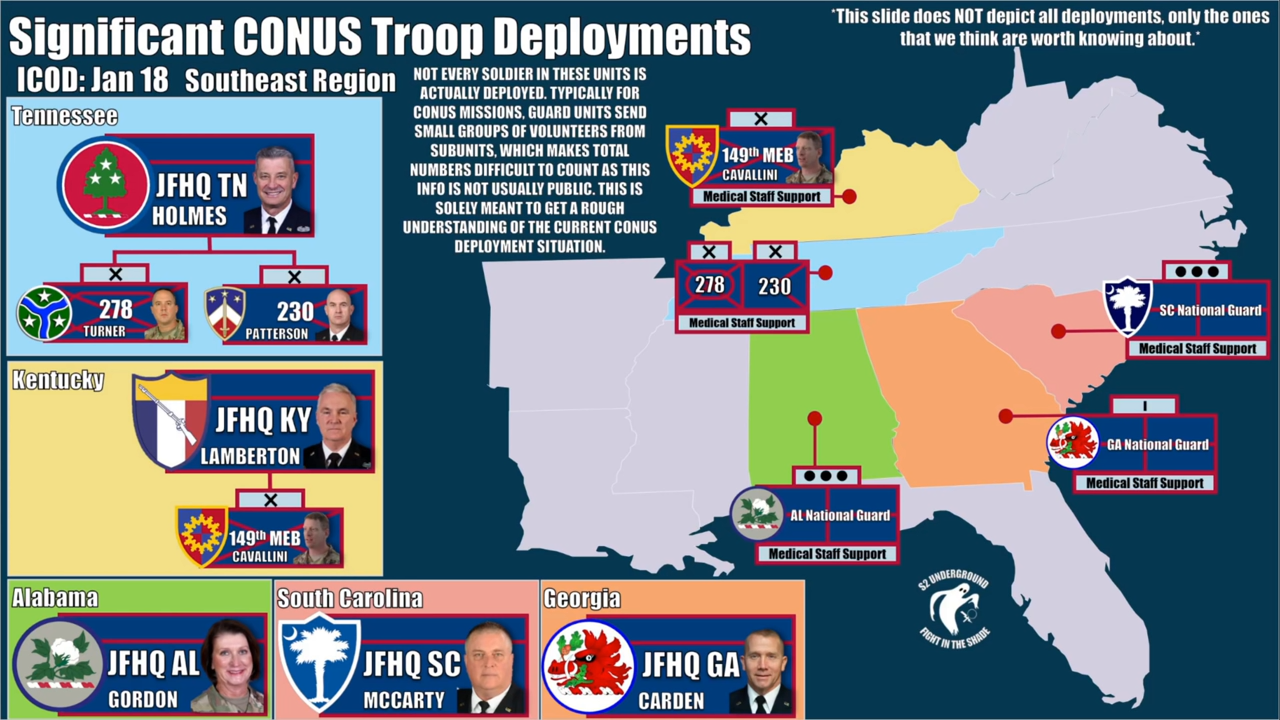 Significant CONUS Troop Deployments
ICOD: Jan 18 Southeast Region
*This slide does NOT depict all deployments, only the ones
that we think are worth knowing about.*
NOT EVERY SOLDIER IN THESE UNITS IS
ACTUALLY DEPLOYED. TYPICALLY FOR
CONUS MISSIONS, GUARD UNITS SEND
SMALL GROUPS OF VOLUNTEERS FROM
SUBUNITS, WHICH MAKES TOTAL
NUMBERS DIFFICULT TO COUNT AS THIS
INFO IS NOT USUALLY PUBLIC. THIS IS
SOLELY MEANT TO GET A ROUGH
UNDERSTANDING OF THE CURRENT CONUS
DEPLOYMENT SITUATION.
Tennessee
JFHQ TN
HOLMES
X
278
TURNER
X
230
PATTERSON
Kentucky
JFHQ KY
LAMBERTON
X
149th MEB
CAVALLINI
Alabama
JFHQ AL
GORDON
South Carolina
JFHQ SC
MCCARTY
Georgia
JFHQ GA
CARDEN
X
149th MEB
CAVALLINI
Medical Staff Support
X
278
X
230
Medical Staff Support
SC National Guard
Medical Staff Support
I
GA National Guard
Medical Staff Support
AL National Guard
Medical Staff Support
S2 UNDERGROUND
FIGHT IN THE SHADE